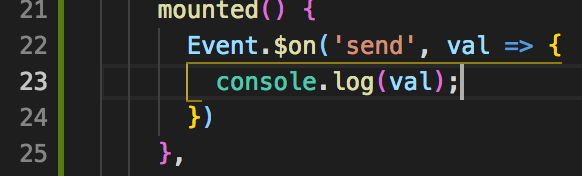 21 mounted() {
22 Event.$on('send', val => {
23 console.log(val);
24 })
25 },